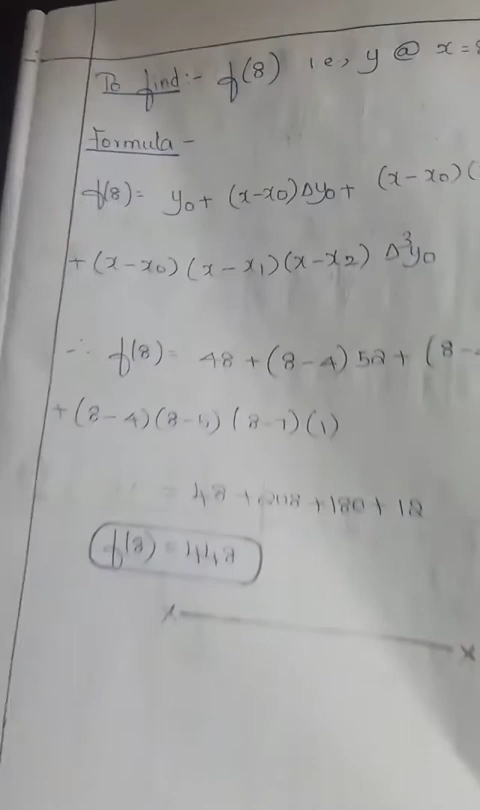 To find:- f(8) i.e., y @ x = 8
Formula -
f(8) = y₀ + (x-x₀) Δy₀ + (x-x₀) (
+ (x-x₀) (x-x₁) (x-x₂) Δ³y₀
∴ f(8) = 48 + (8-4) 52 + (8-
+ (8-4) (8-5) (8-7) (1)
= 48 + 208 + 180 + 12
f(8) = 448
x x